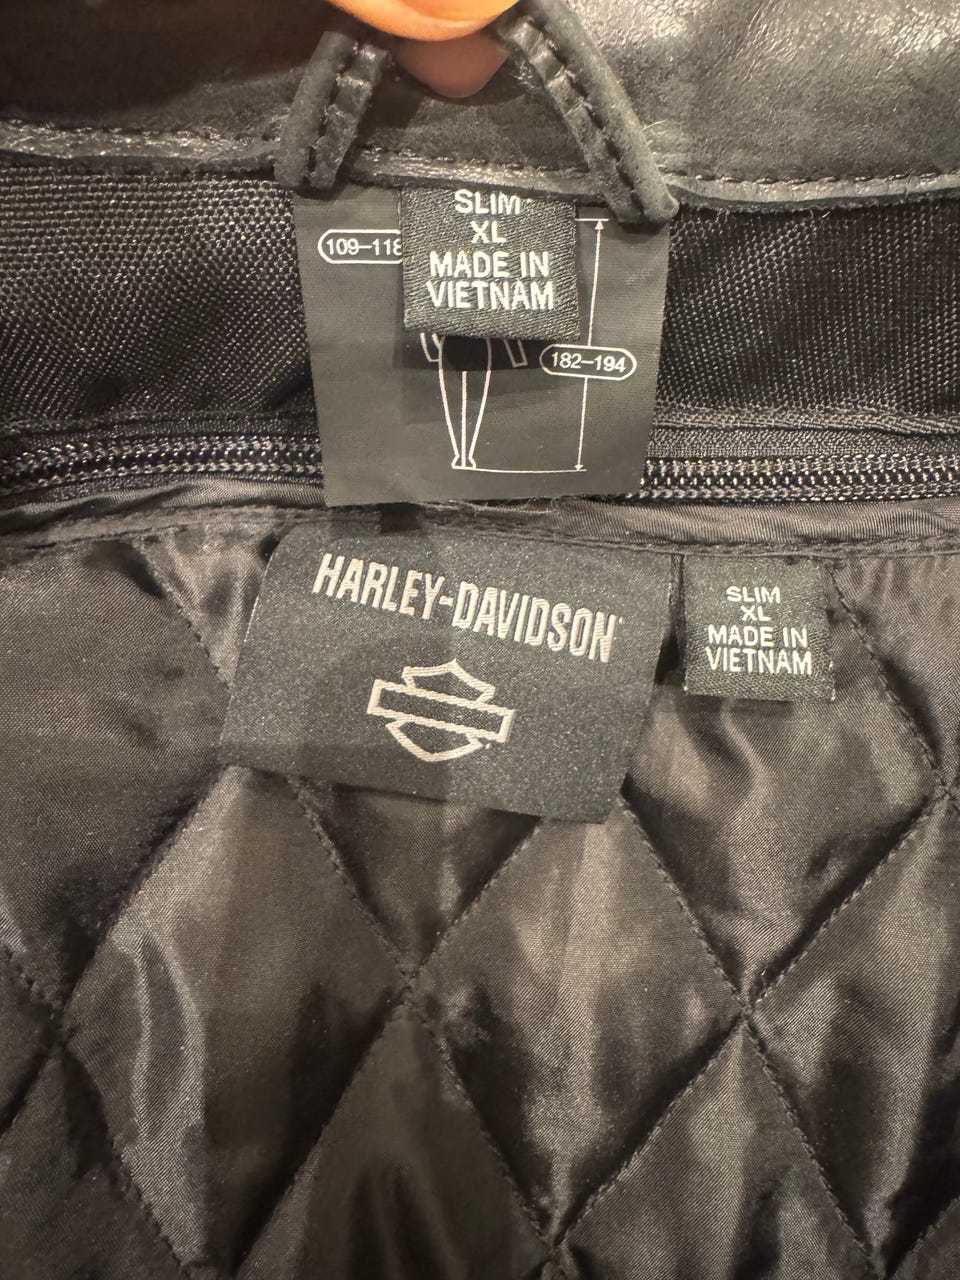 SLIM
XL
MADE IN
VIETNAM
109–118
182–194
HARLEY-DAVIDSON
SLIM
XL
MADE IN
VIETNAM